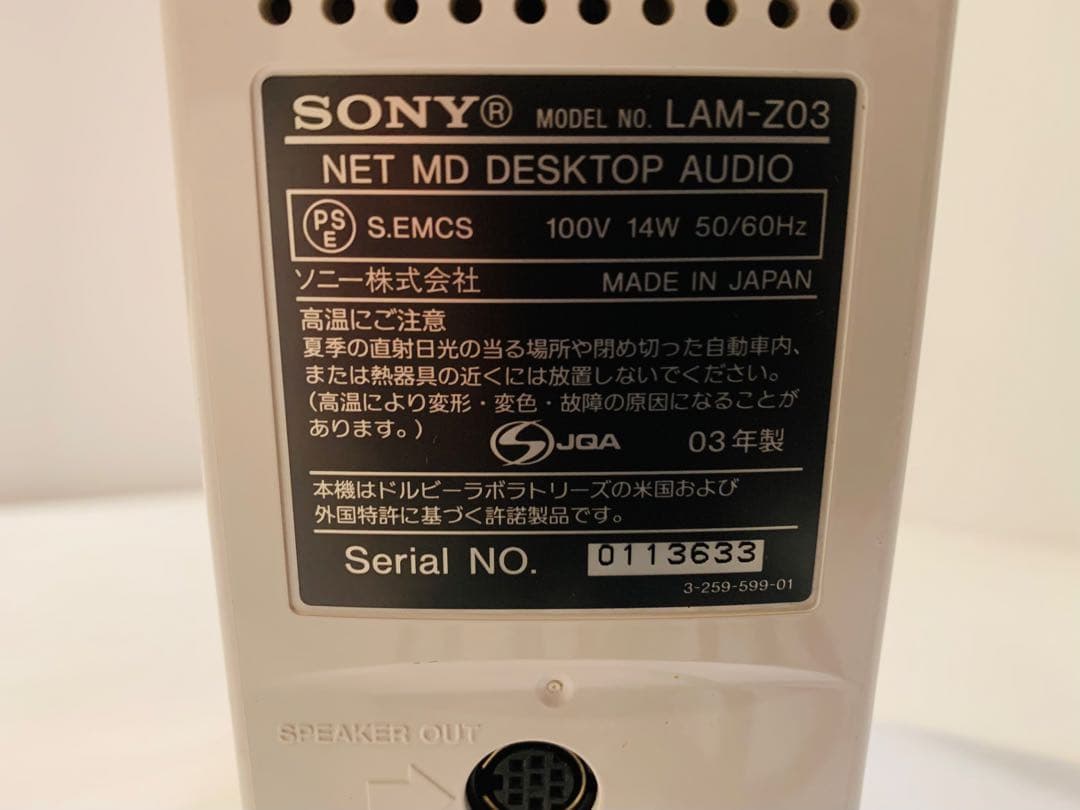 SONY® MODEL NO. LAM-Z03
NET MD DESKTOP AUDIO
PSE S.EMCS 100V 14W 50/60Hz
ソニー株式会社 MADE IN JAPAN
高温にご注意
夏季の直射日光の当る場所や閉め切った自動車内、
または熱器具の近くには放置しないでください。
(高温により変形・変色・故障の原因になることが
あります。)
JQA 03年製
本機はドルビーラボラトリーズの米国および
外国特許に基づく許諾製品です。
Serial NO. 0113633
3-259-599-01
SPEAKER OUT